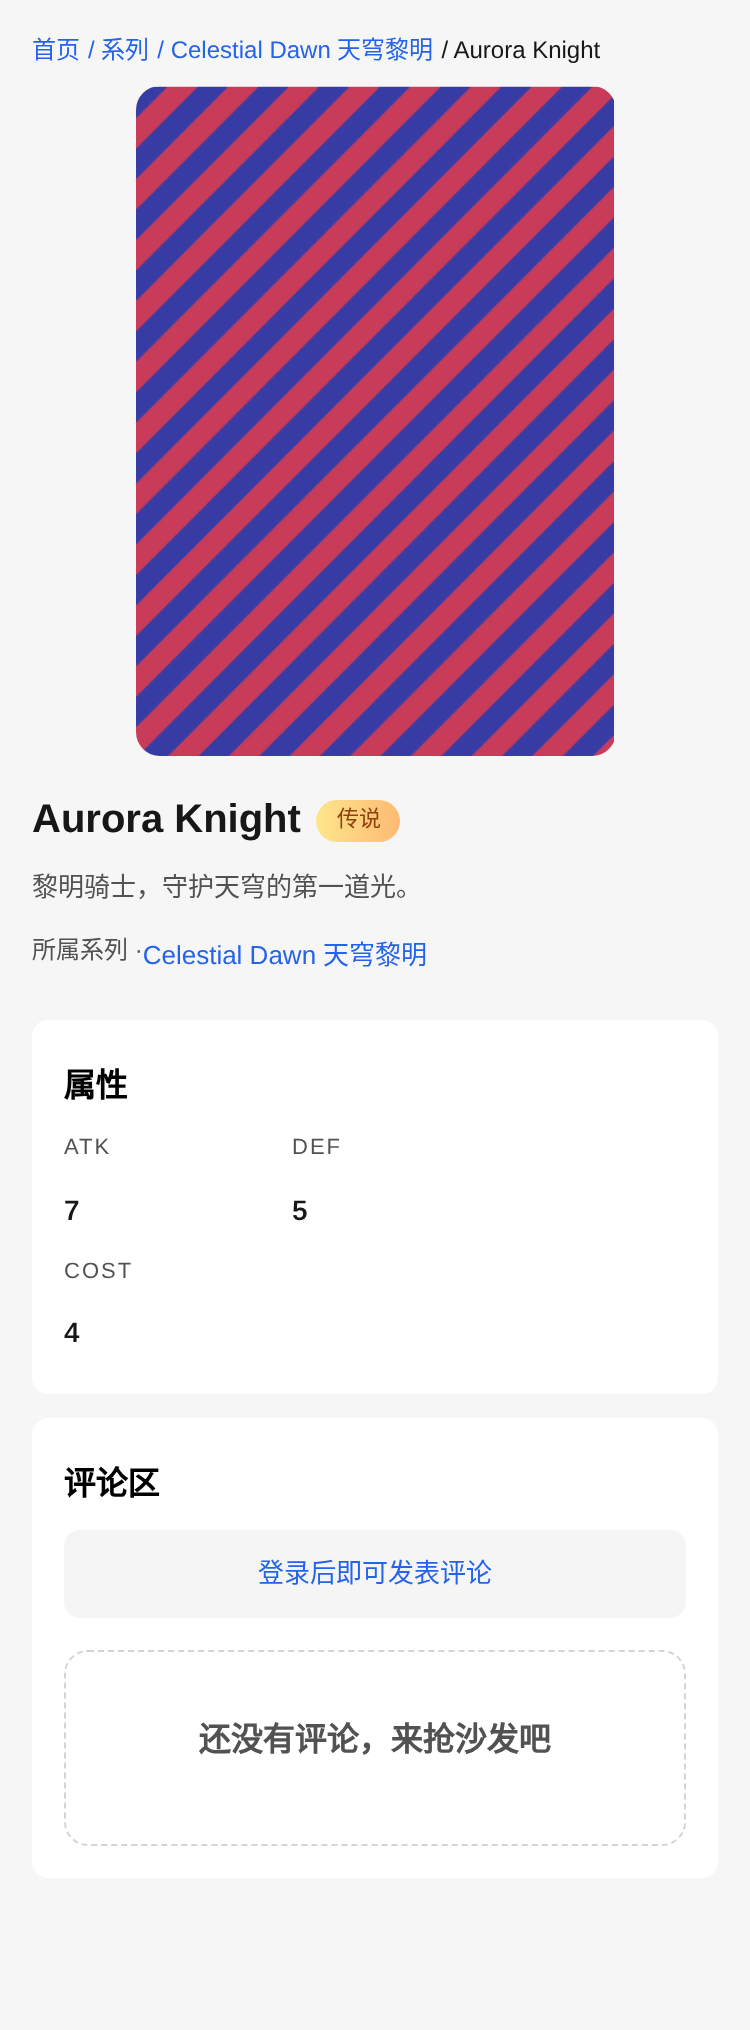 首页 / 系列 / Celestial Dawn 天穹黎明 / Aurora Knight
Aurora Knight 传说
黎明骑士，守护天穹的第一道光。
所属系列 ·Celestial Dawn 天穹黎明
属性
ATK DEF
7 5
COST
4
评论区
登录后即可发表评论
还没有评论，来抢沙发吧